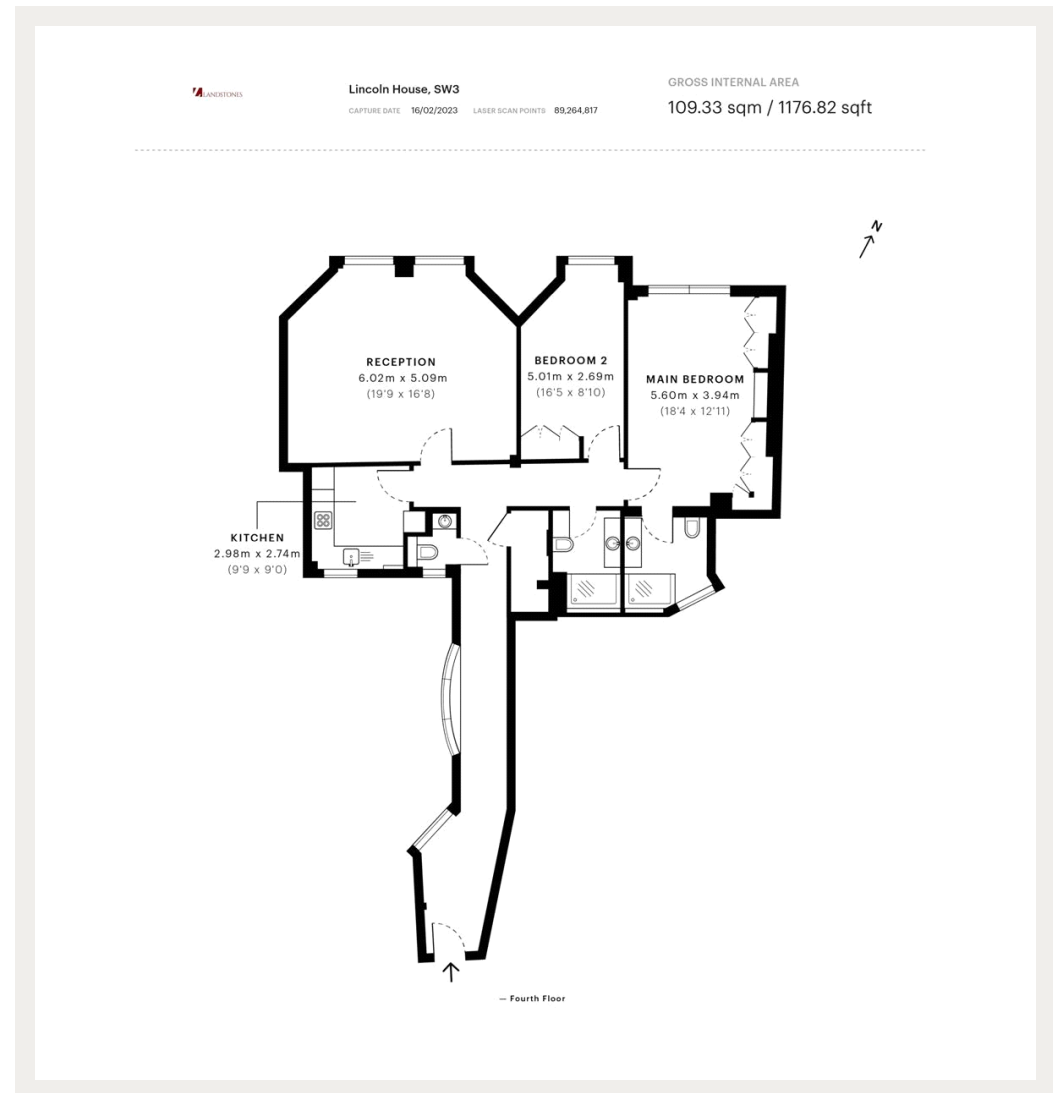 LANDSTONES
Lincoln House, SW3
CAPTURE DATE 16/02/2023 LASER SCAN POINTS 89,264,817
GROSS INTERNAL AREA
109.33 sqm / 1176.82 sqft
N
RECEPTION
6.02m x 5.09m
(19'9 x 16'8)
BEDROOM 2
5.01m x 2.69m
(16'5 x 8'10)
MAIN BEDROOM
5.60m x 3.94m
(18'4 x 12'11)
KITCHEN
2.98m x 2.74m
(9'9 x 9'0)
— Fourth Floor